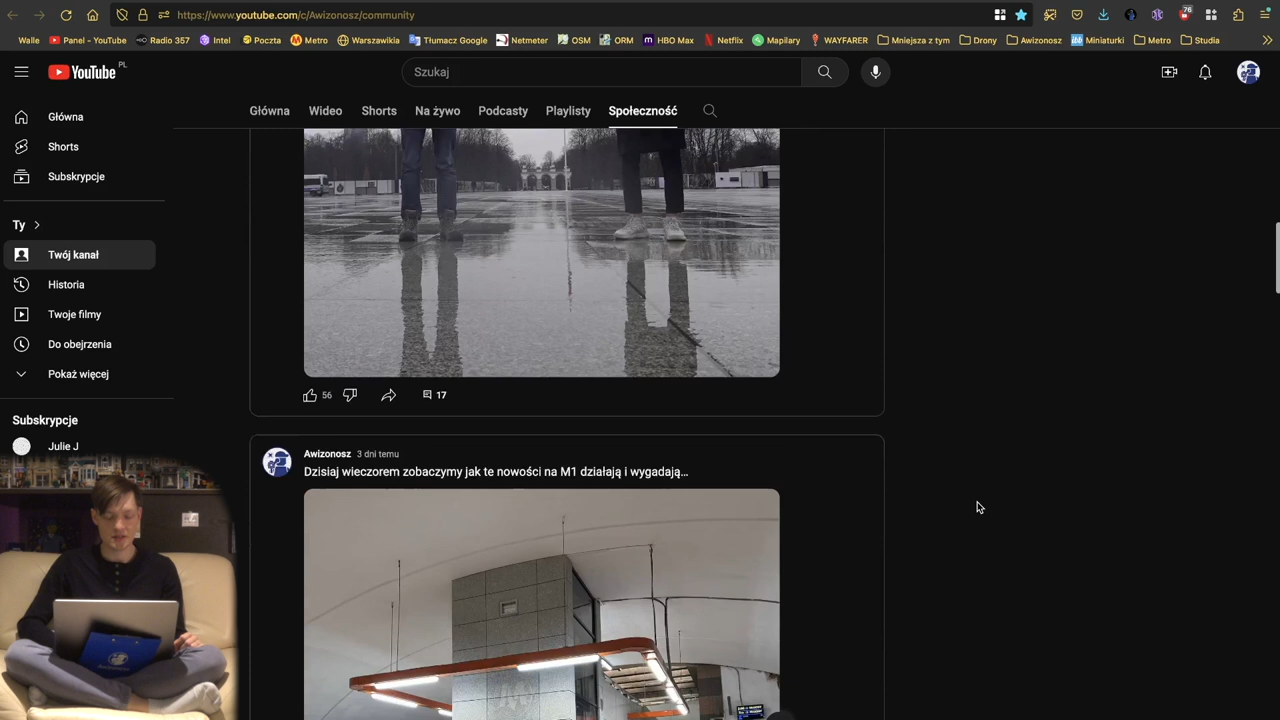 https://www.youtube.com/c/Awizonosz/community
76
Walle Panel - YouTube Radio 357 Intel Poczta Metro Warszawikia Tłumacz Google Netmeter OSM ORM HBO Max Netflix Mapilary WAYFARER Mniejsza z tym Drony Awizonosz Miniaturki Metro Studia
YouTube PL
Szukaj
Główna Wideo Shorts Na żywo Podcasty Playlisty Społeczność
Główna
Shorts
Subskrypcje
Ty
Twój kanał
Historia
Twoje filmy
Do obejrzenia
Pokaż więcej
Subskrypcje
Julie J
56 17
Awizonosz 3 dni temu
Dzisiaj wieczorem zobaczymy jak te nowości na M1 działają i wygadają...